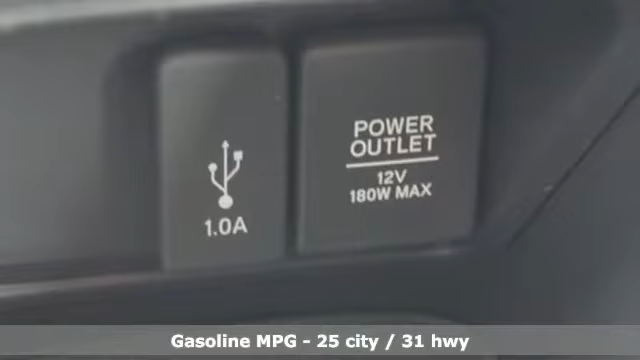 POWER
OUTLET
12V
180W MAX
1.0A
Gasoline MPG - 25 city / 31 hwy